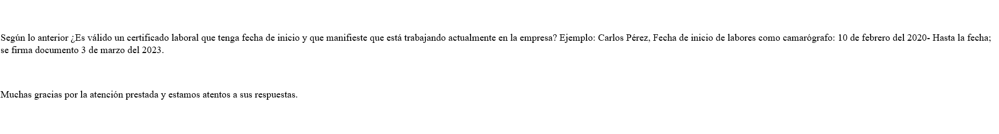 Según lo anterior ¿Es válido un certificado laboral que tenga fecha de inicio y que manifieste que está trabajando actualmente en la empresa? Ejemplo: Carlos Pérez, Fecha de inicio de labores como camarógrafo: 10 de febrero del 2020- Hasta la fecha;
se firma documento 3 de marzo del 2023.
Muchas gracias por la atención prestada y estamos atentos a sus respuestas.